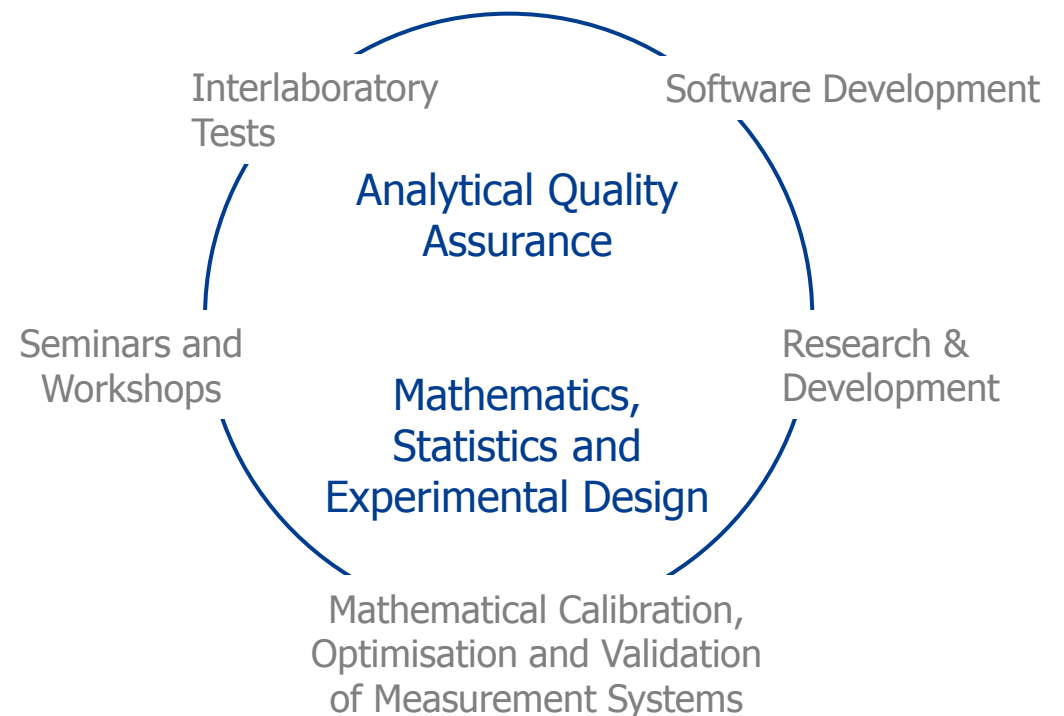 Interlaboratory
Tests
Software Development
Analytical Quality
Assurance
Seminars and
Workshops
Research &
Development
Mathematics,
Statistics and
Experimental Design
Mathematical Calibration,
Optimisation and Validation
of Measurement Systems